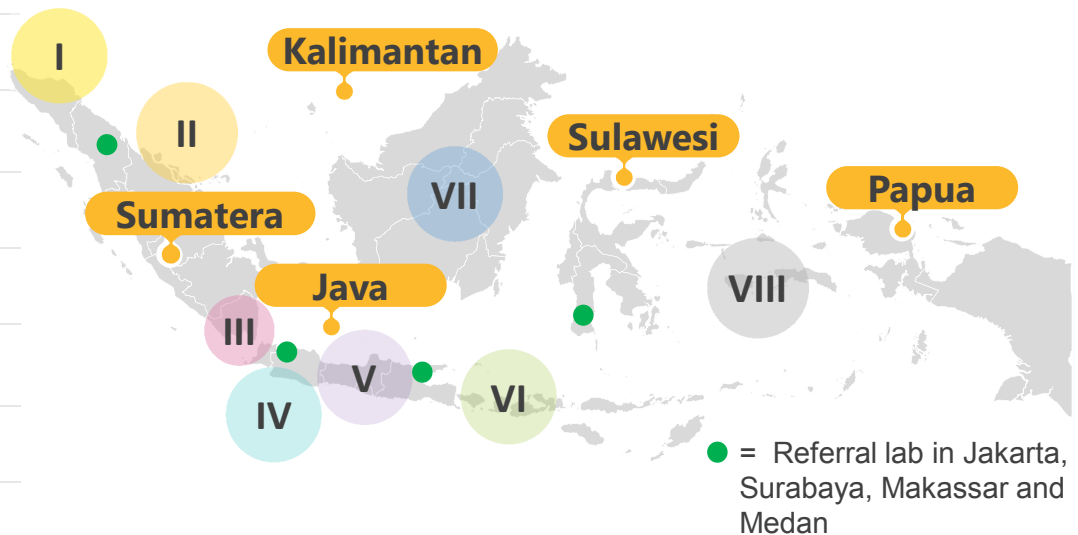 I
Kalimantan
II
Sulawesi
VII
Papua
Sumatera
Java
VIII
III
V
VI
IV
= Referral lab in Jakarta,
Surabaya, Makassar and
Medan